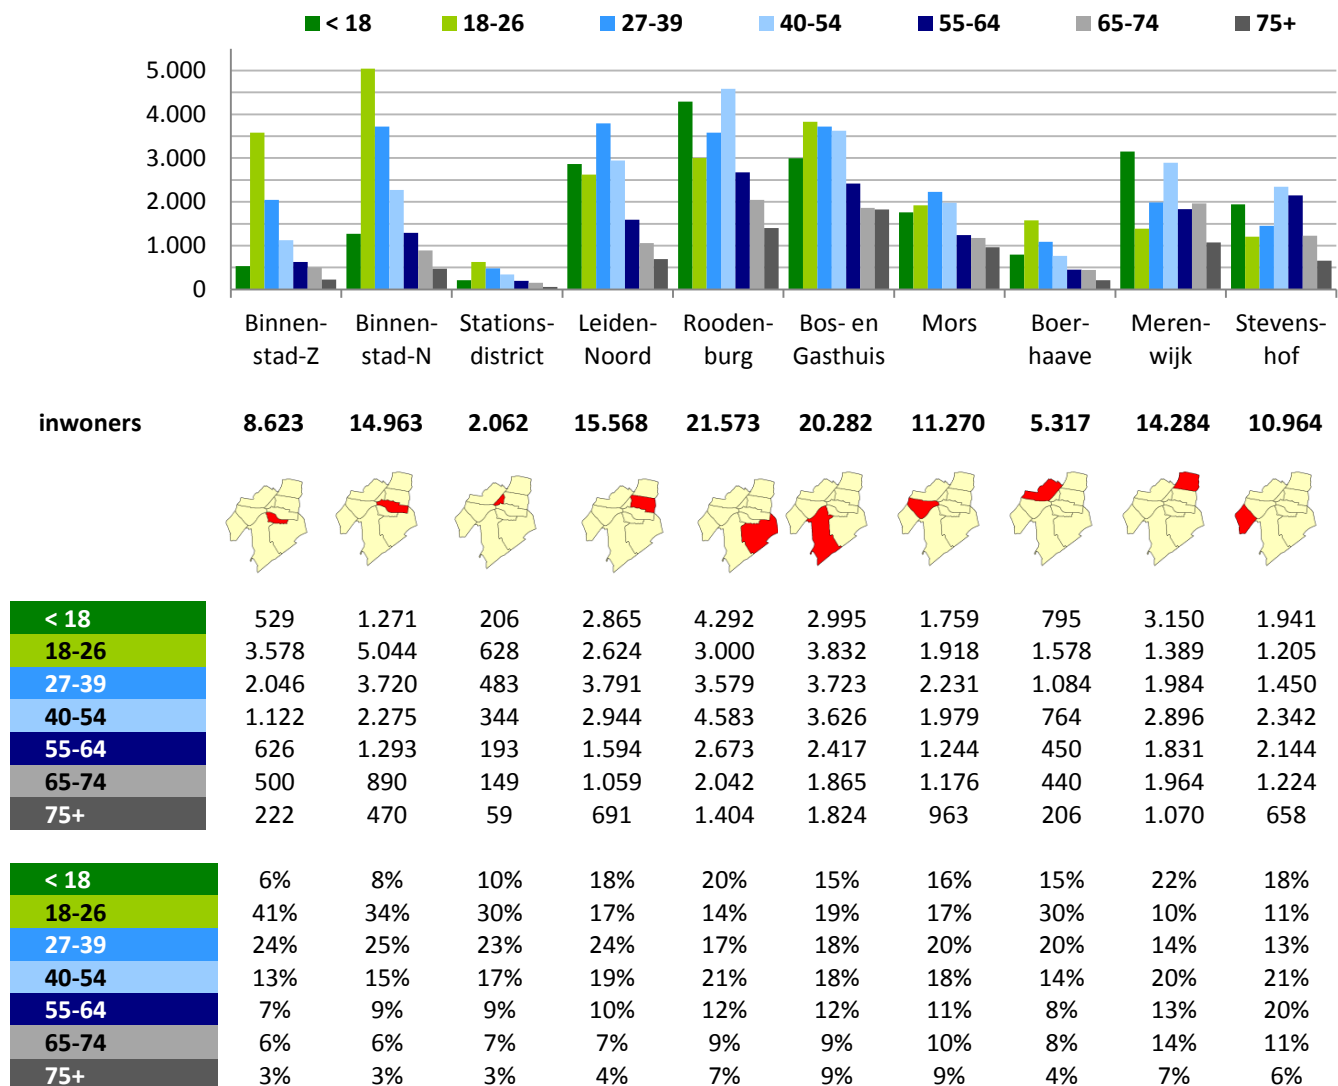 < 18 18-26 27-39 40-54 55-64 65-74 75+
5.000
4.000
3.000
2.000
1.000
0
Binnen- Binnen- Stations- Leiden- Rooden- Bos- en Mors Boer- Meren- Stevens-
stad-Z stad-N district Noord burg Gasthuis haave wijk hof
inwoners 8.623 14.963 2.062 15.568 21.573 20.282 11.270 5.317 14.284 10.964
< 18 529 1.271 206 2.865 4.292 2.995 1.759 795 3.150 1.941
18-26 3.578 5.044 628 2.624 3.000 3.832 1.918 1.578 1.389 1.205
27-39 2.046 3.720 483 3.791 3.579 3.723 2.231 1.084 1.984 1.450
40-54 1.122 2.275 344 2.944 4.583 3.626 1.979 764 2.896 2.342
55-64 626 1.293 193 1.594 2.673 2.417 1.244 450 1.831 2.144
65-74 500 890 149 1.059 2.042 1.865 1.176 440 1.964 1.224
75+ 222 470 59 691 1.404 1.824 963 206 1.070 658
< 18 6% 8% 10% 18% 20% 15% 16% 15% 22% 18%
18-26 41% 34% 30% 17% 14% 19% 17% 30% 10% 11%
27-39 24% 25% 23% 24% 17% 18% 20% 20% 14% 13%
40-54 13% 15% 17% 19% 21% 18% 18% 14% 20% 21%
55-64 7% 9% 9% 10% 12% 12% 11% 8% 13% 20%
65-74 6% 6% 7% 7% 9% 9% 10% 8% 14% 11%
75+ 3% 3% 3% 4% 7% 9% 9% 4% 7% 6%